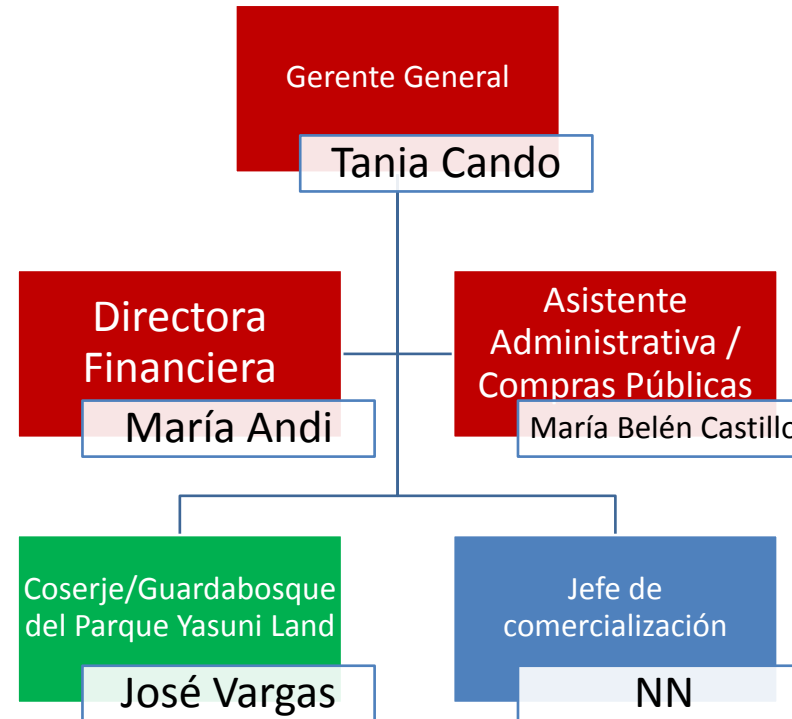 Gerente General
Tania Cando
Directora
Financiera
María Andi
Asistente
Administrativa /
Compras Públicas
María Belén Castillo
Coserje/Guardabosque
del Parque Yasuni Land
José Vargas
Jefe de
comercialización
NN